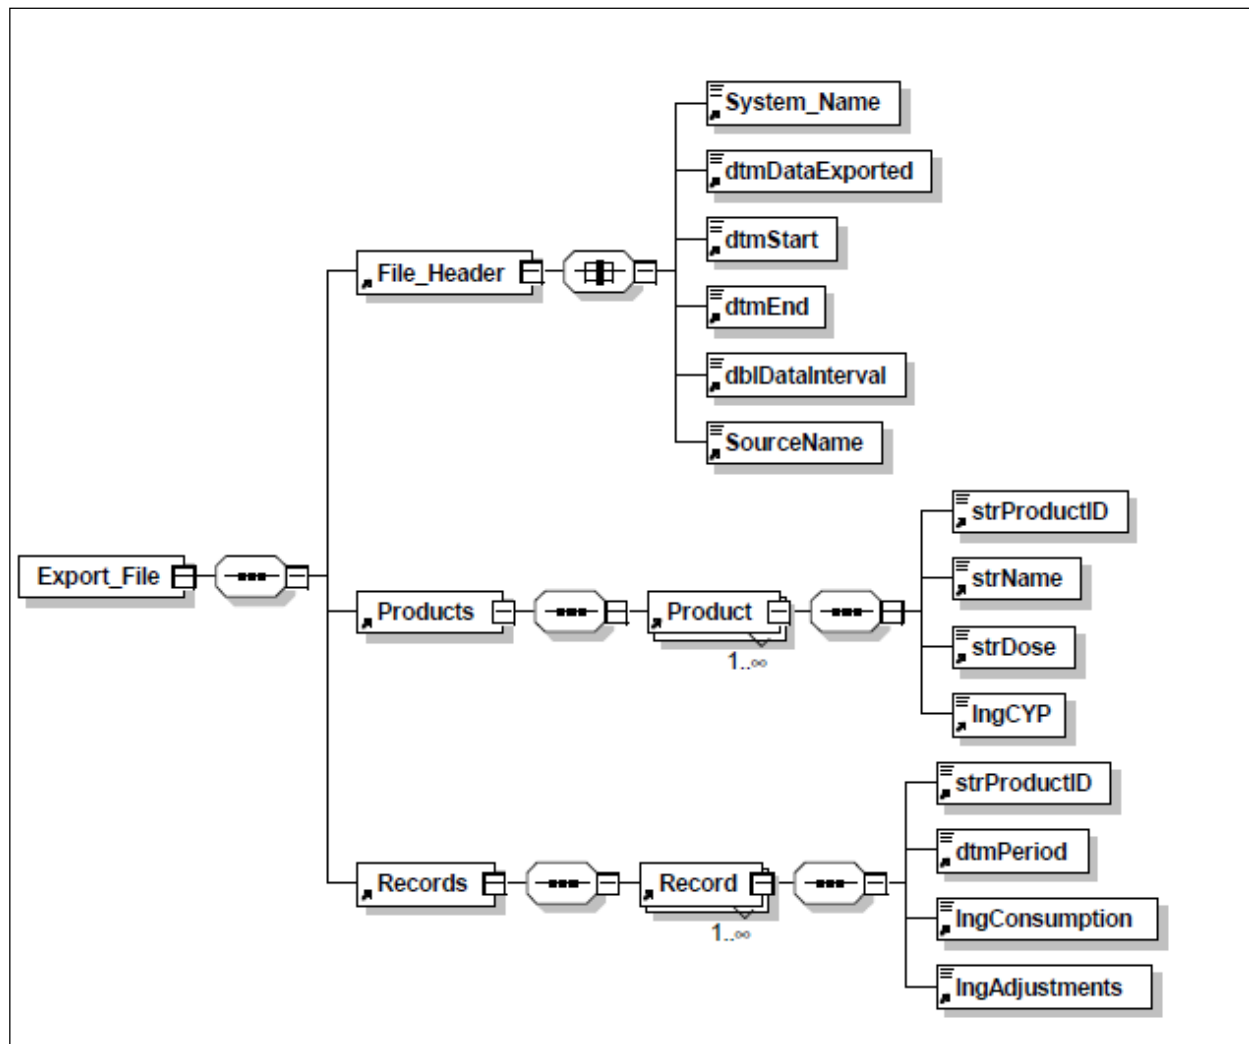 System_Name
dtmDataExported
dtmStart
File_Header
dtmEnd
dblDataInterval
SourceName
strProductID
strName
Export_File
Products
Product
strDose
1..∞
lngCYP
strProductID
dtmPeriod
Records
Record
lngConsumption
1..∞
lngAdjustments